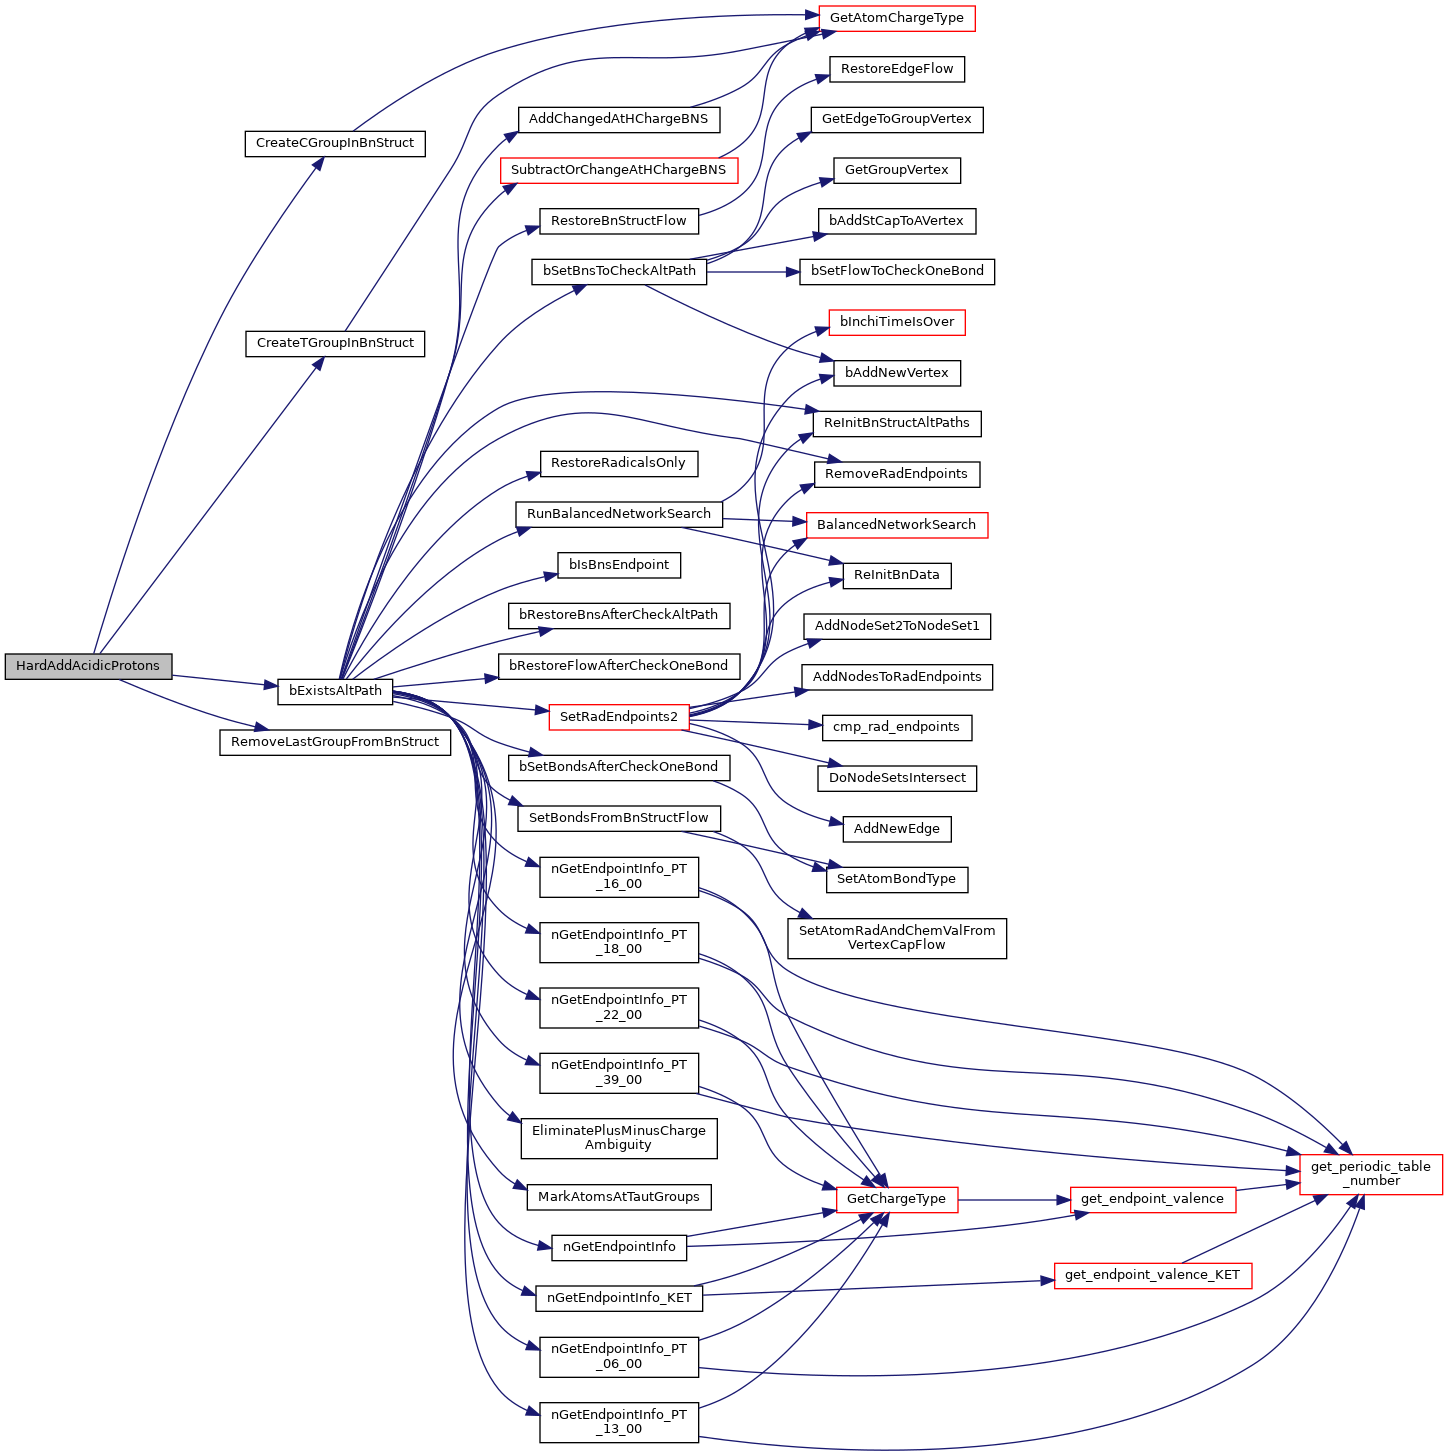 HardAddAcidicProtons
CreateCGroupInBnStruct
CreateTGroupInBnStruct
bExistsAltPath
RemoveLastGroupFromBnStruct
AddChangedAtHChargeBNS
SubtractOrChangeAtHChargeBNS
RestoreBnStructFlow
bSetBnsToCheckAltPath
RestoreRadicalsOnly
RunBalancedNetworkSearch
bIsBnsEndpoint
bRestoreBnsAfterCheckAltPath
bRestoreFlowAfterCheckOneBond
SetRadEndpoints2
bSetBondsAfterCheckOneBond
SetBondsFromBnStructFlow
nGetEndpointInfo_PT
_16_00
nGetEndpointInfo_PT
_18_00
nGetEndpointInfo_PT
_22_00
nGetEndpointInfo_PT
_39_00
EliminatePlusMinusCharge
Ambiguity
MarkAtomsAtTautGroups
nGetEndpointInfo
nGetEndpointInfo_KET
nGetEndpointInfo_PT
_06_00
nGetEndpointInfo_PT
_13_00
GetAtomChargeType
RestoreEdgeFlow
GetEdgeToGroupVertex
GetGroupVertex
bAddStCapToAVertex
bSetFlowToCheckOneBond
bInchiTimeIsOver
bAddNewVertex
ReInitBnStructAltPaths
RemoveRadEndpoints
BalancedNetworkSearch
ReInitBnData
AddNodeSet2ToNodeSet1
AddNodesToRadEndpoints
cmp_rad_endpoints
DoNodeSetsIntersect
AddNewEdge
SetAtomBondType
SetAtomRadAndChemValFrom
VertexCapFlow
GetChargeType
get_endpoint_valence
get_endpoint_valence_KET
get_periodic_table
_number